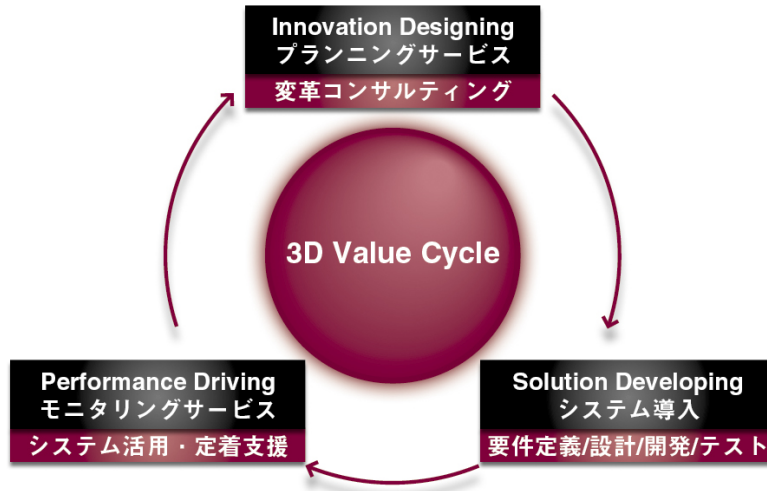 Innovation Designing
プランニングサービス
変革コンサルティング
3D Value Cycle
Performance Driving
モニタリングサービス
システム活用・定着支援
Solution Developing
システム導入
要件定義/設計/開発/テスト